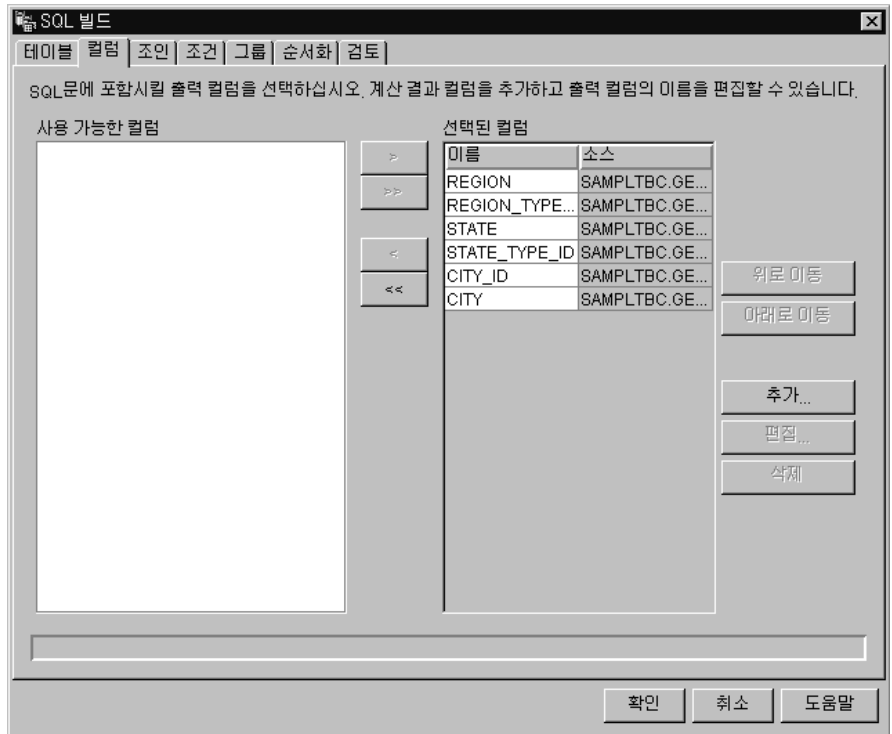 SQL 빌드
테이블 컬럼 조인 조건 그룹 순서화 검토
SQL문에 포함시킬 출력 컬럼을 선택하십시오. 계산 결과 컬럼을 추가하고 출력 컬럼의 이름을 편집할 수 있습니다.
사용 가능한 컬럼
>
>>
<
<<
선택된 컬럼
이름 소스
REGION SAMPLTBC.GE...
REGION_TYPE... SAMPLTBC.GE...
STATE SAMPLTBC.GE...
STATE_TYPE_ID SAMPLTBC.GE...
CITY_ID SAMPLTBC.GE...
CITY SAMPLTBC.GE...
위로 이동
아래로 이동
추가...
편집...
삭제
확인 취소 도움말